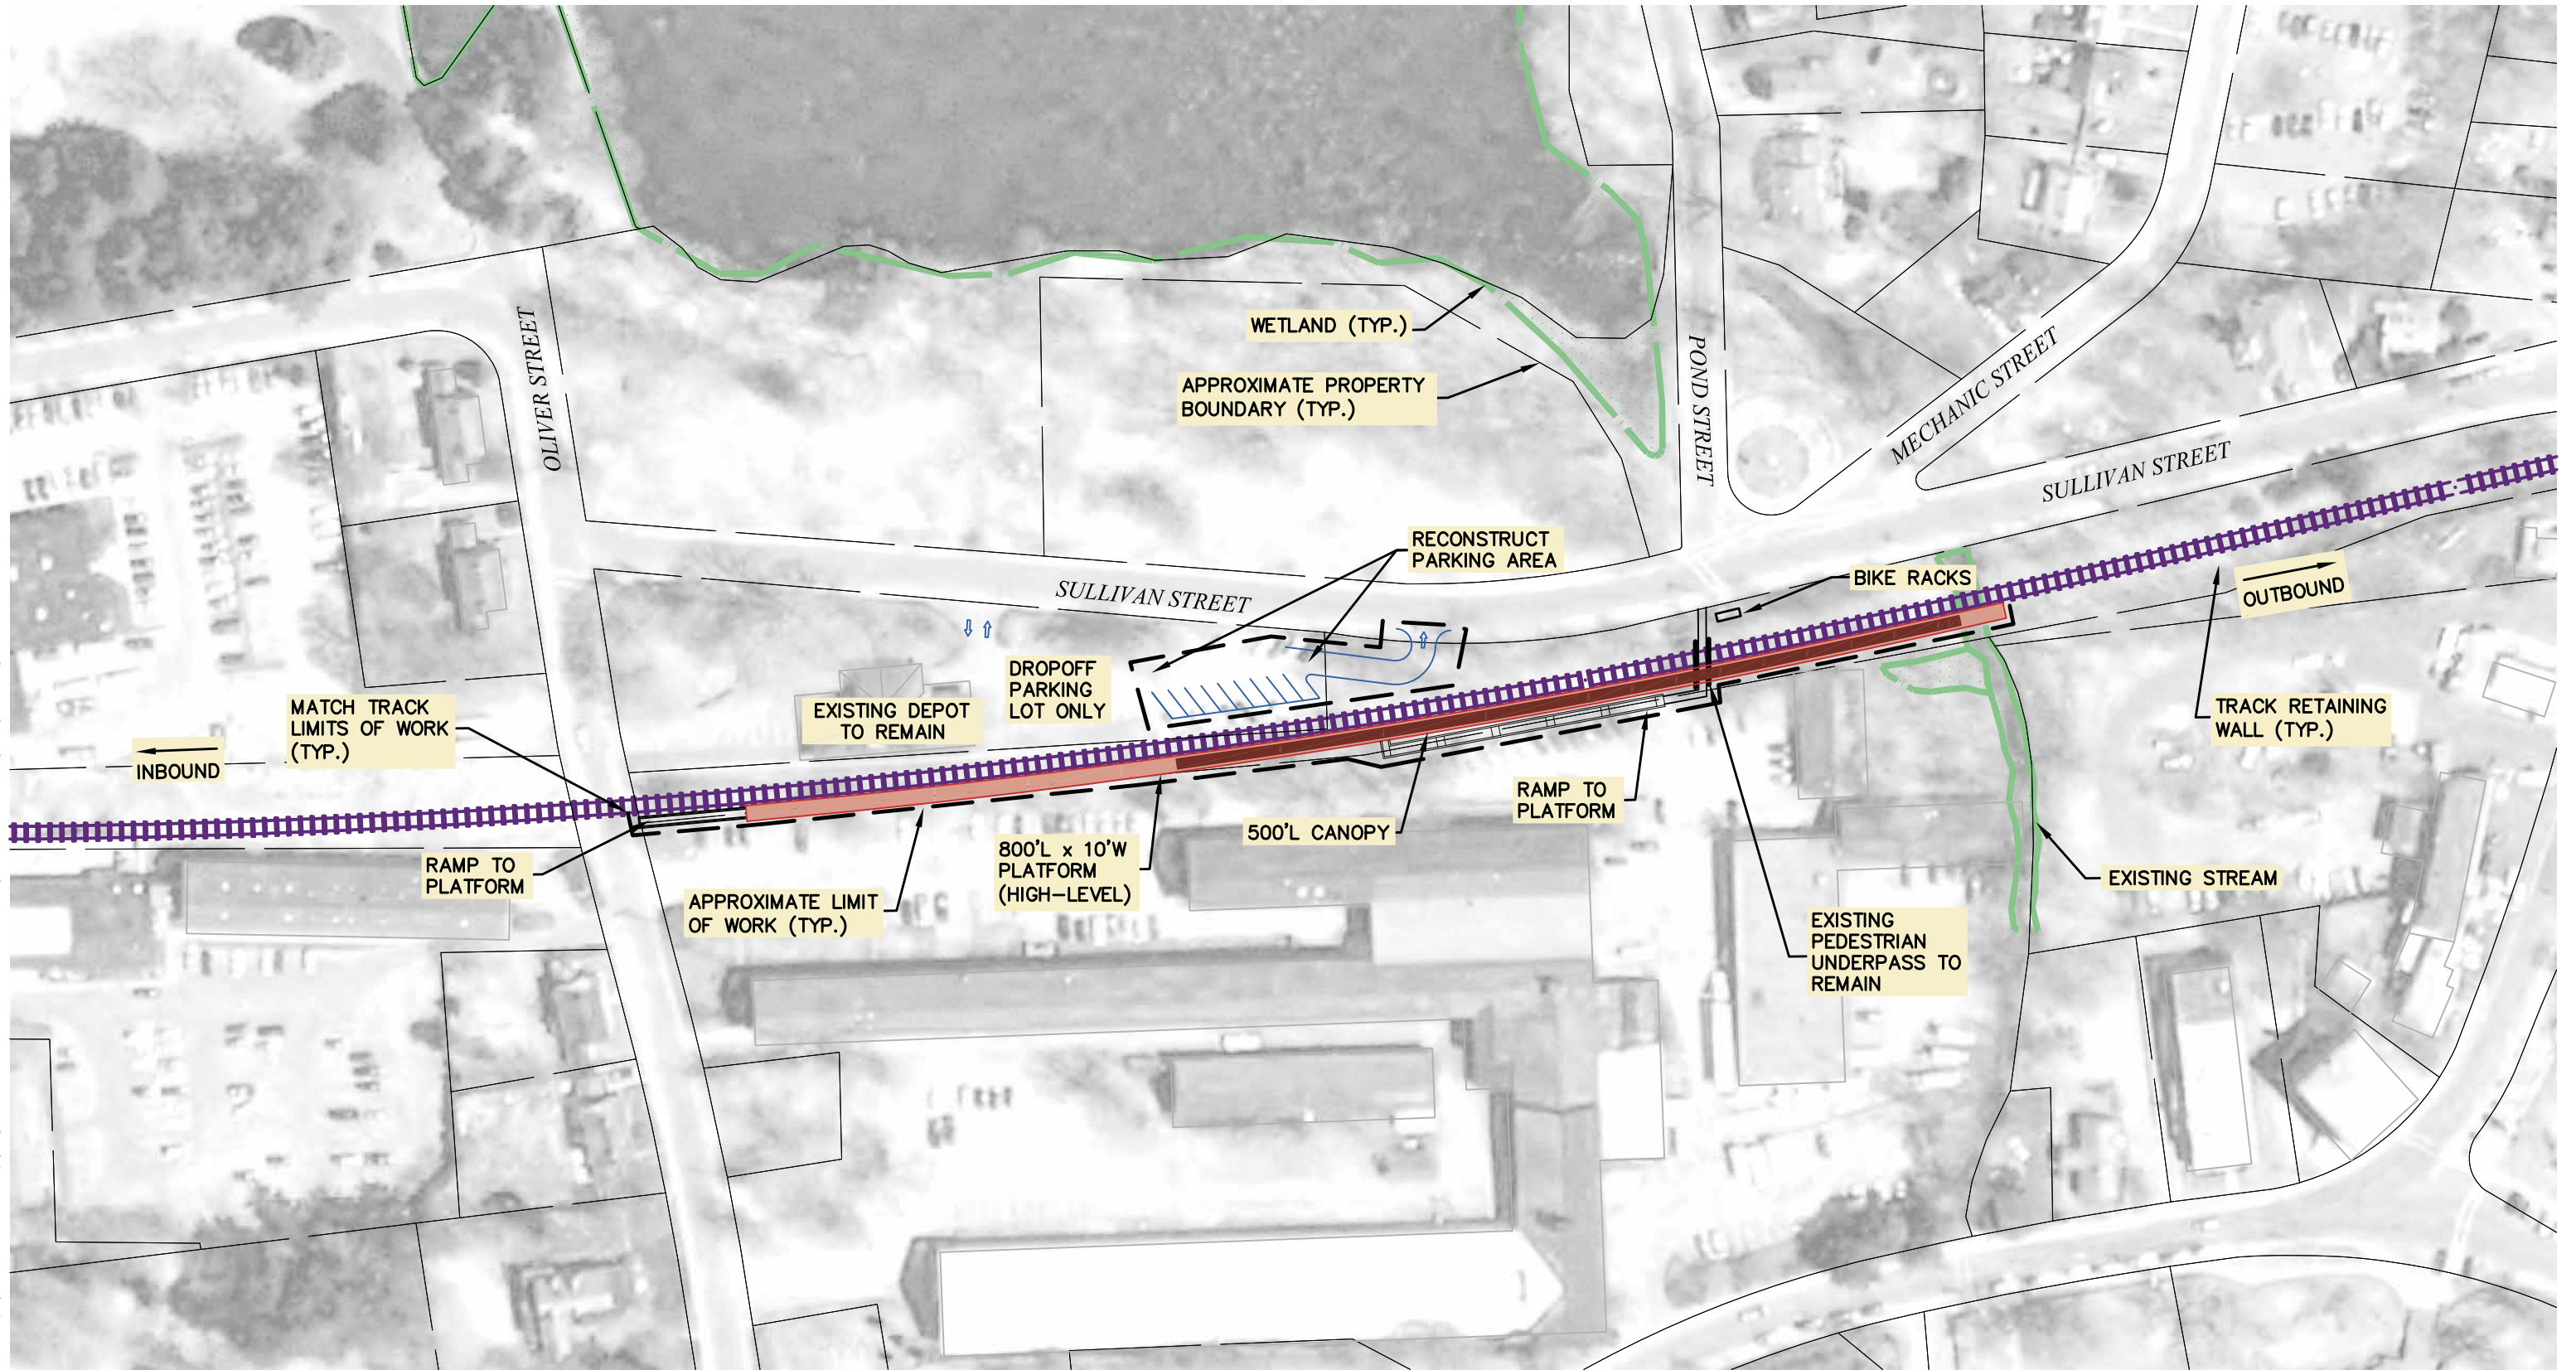 WETLAND (TYP.)
APPROXIMATE PROPERTY
BOUNDARY (TYP.)
OLIVER STREET
POND STREET
MECHANIC STREET
SULLIVAN STREET
RECONSTRUCT
PARKING AREA
SULLIVAN STREET
BIKE RACKS
OUTBOUND
DROPOFF
PARKING
LOT ONLY
EXISTING DEPOT
TO REMAIN
MATCH TRACK
LIMITS OF WORK
(TYP.)
INBOUND
TRACK RETAINING
WALL (TYP.)
RAMP TO
PLATFORM
500'L CANOPY
800'L x 10'W
PLATFORM
(HIGH-LEVEL)
RAMP TO
PLATFORM
APPROXIMATE LIMIT
OF WORK (TYP.)
EXISTING STREAM
EXISTING
PEDESTRIAN
UNDERPASS TO
REMAIN